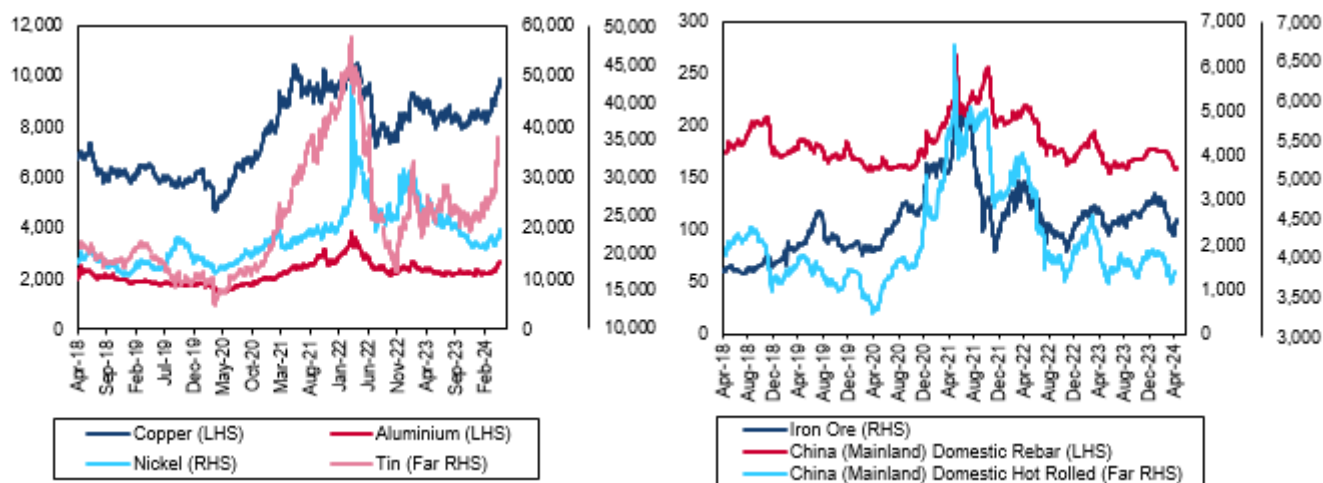 12,000
10,000
8,000
6,000
4,000
2,000
0
60,000
50,000
40,000
30,000
20,000
10,000
0
50,000
45,000
40,000
35,000
30,000
25,000
20,000
15,000
10,000
Apr-18
Sep-18
Feb-19
Jul-19
Dec-19
May-20
Oct-20
Mar-21
Aug-21
Jan-22
Jun-22
Nov-22
Apr-23
Sep-23
Feb-24
Copper (LHS)
Aluminium (LHS)
Nickel (RHS)
Tin (Far RHS)
300
250
200
150
100
50
0
7,000
6,000
5,000
4,000
3,000
2,000
1,000
0
7,000
6,500
6,000
5,500
5,000
4,500
4,000
3,500
3,000
Apr-18
Aug-18
Dec-18
Apr-19
Aug-19
Dec-19
Apr-20
Aug-20
Dec-20
Apr-21
Aug-21
Dec-21
Apr-22
Aug-22
Dec-22
Apr-23
Aug-23
Dec-23
Apr-24
Iron Ore (RHS)
China (Mainland) Domestic Rebar (LHS)
China (Mainland) Domestic Hot Rolled (Far RHS)